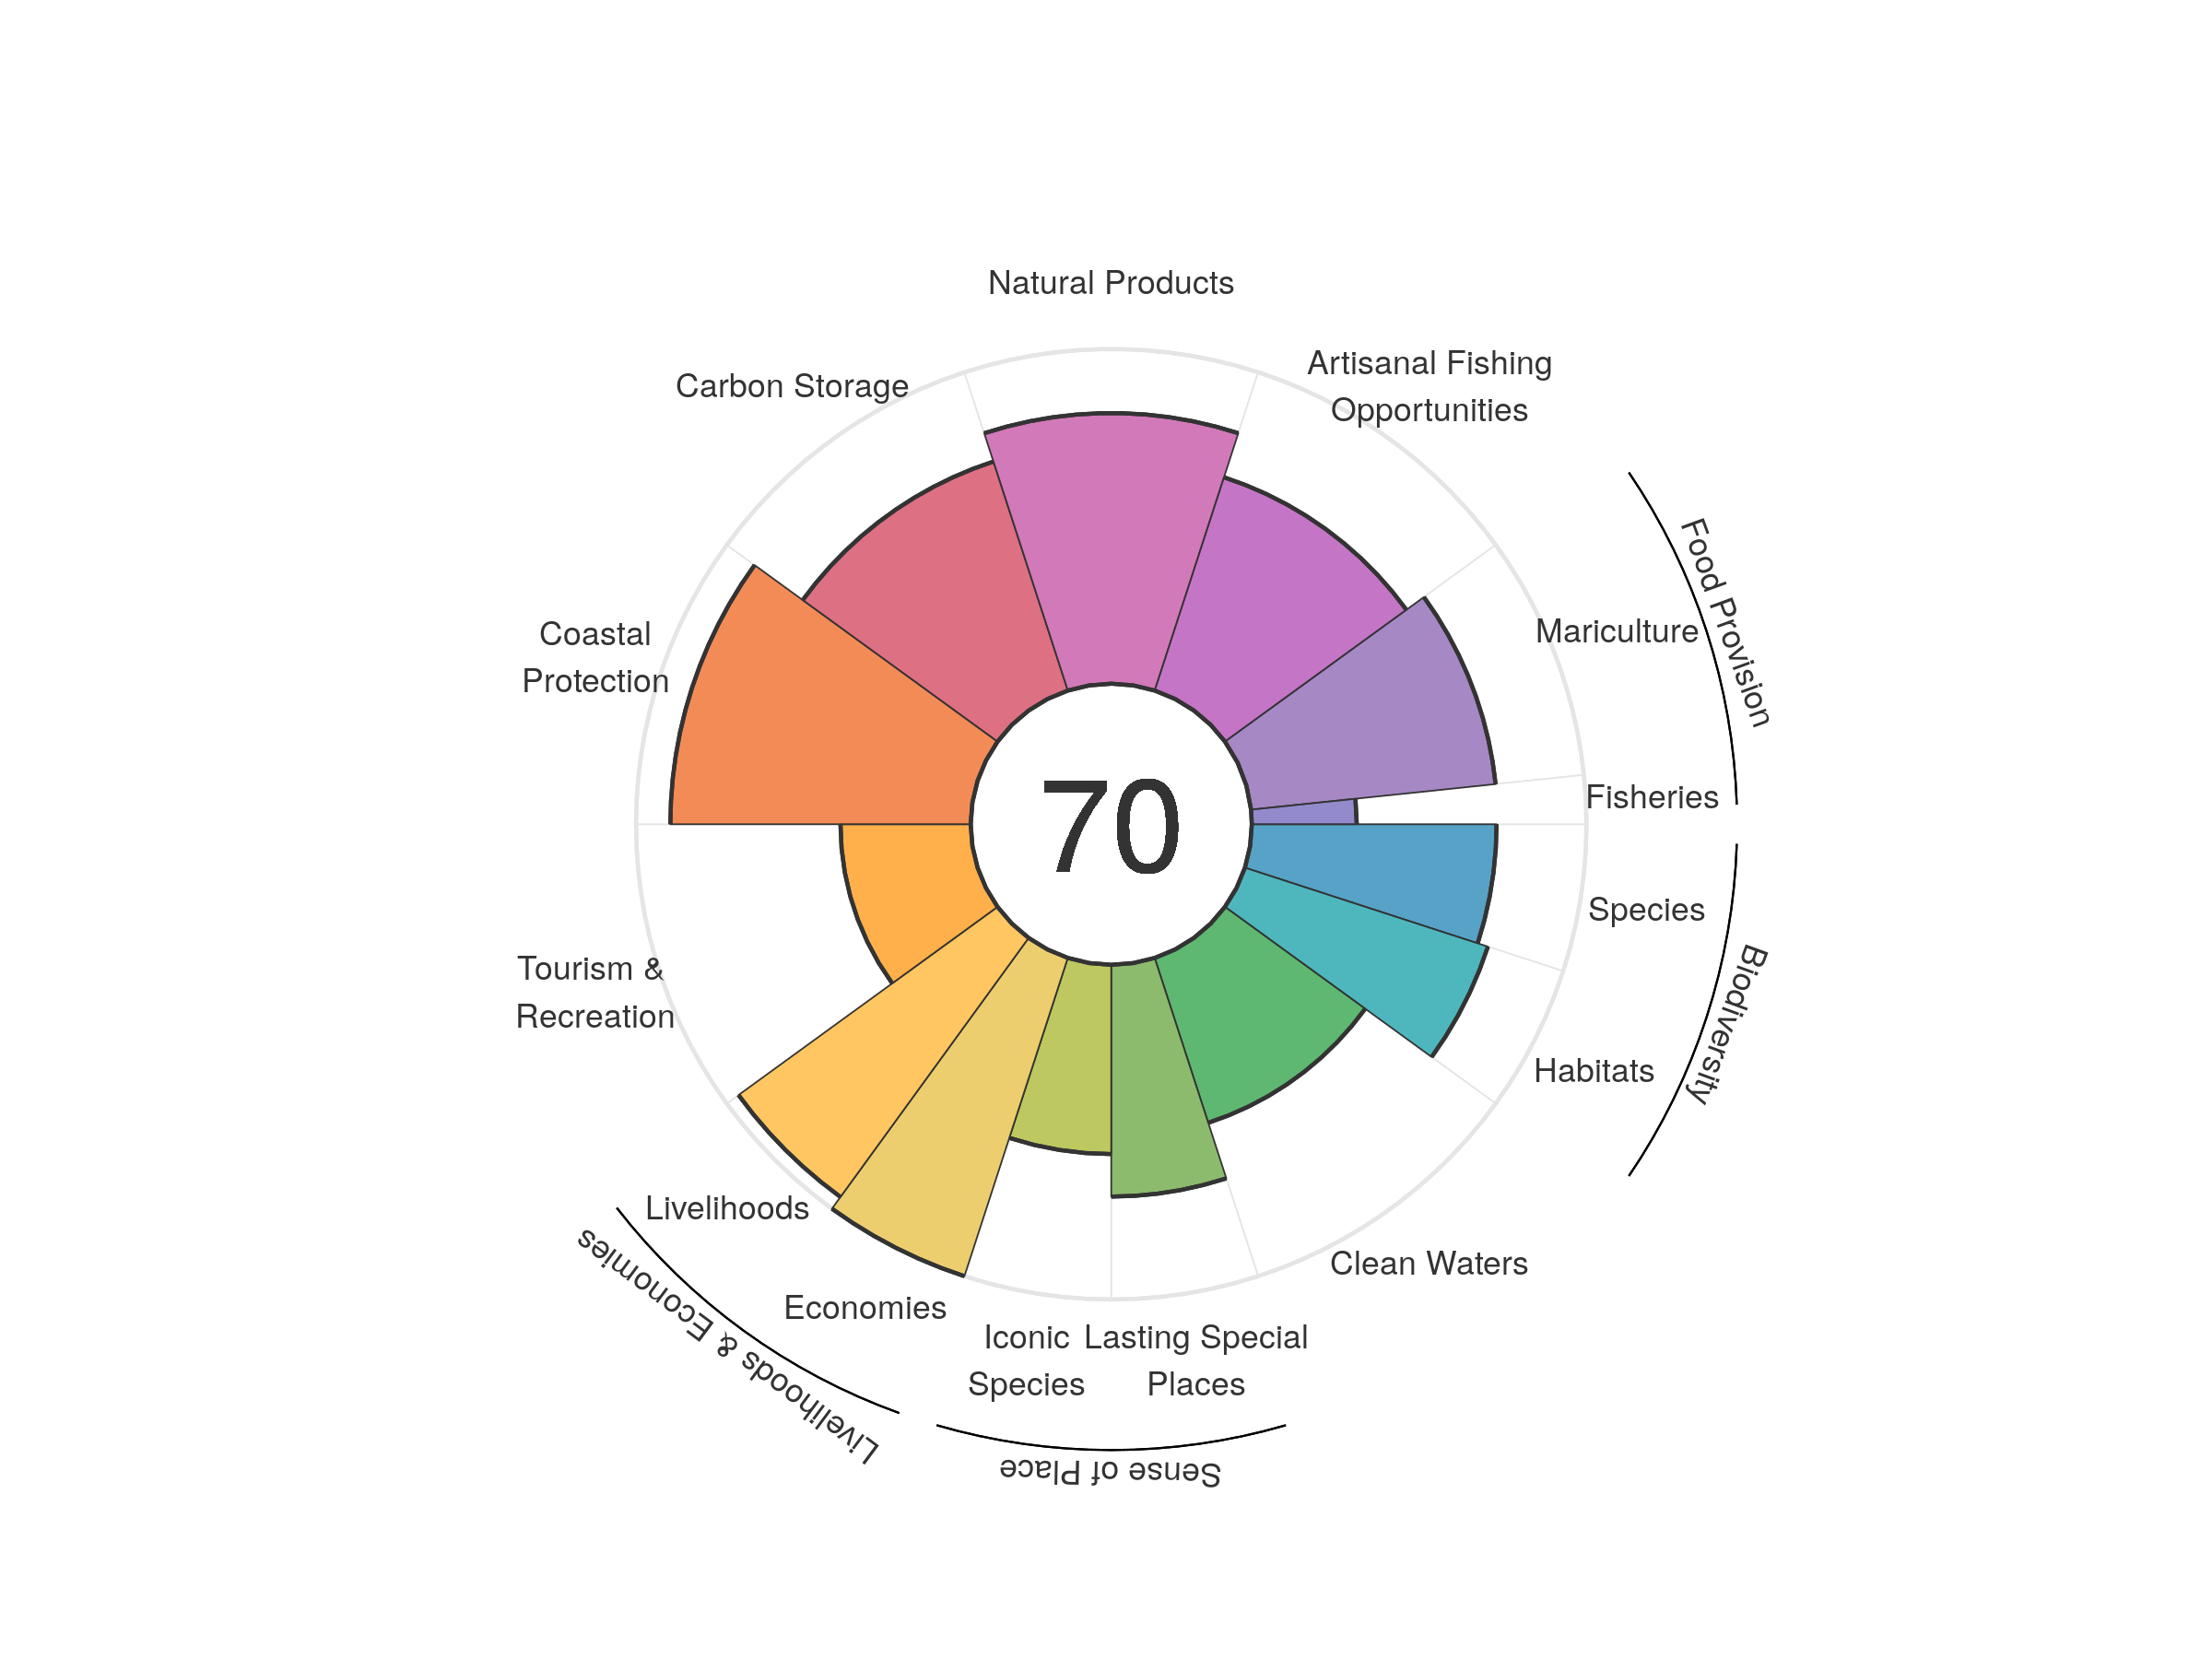 Natural Products
Artisanal Fishing
Opportunities
Carbon Storage
Food Provision
Mariculture
Coastal
Protection
70
Fisheries
Species
Biodiversity
Tourism &
Recreation
Habitats
Livelihoods
Clean Waters
Economies
Livelihoods & Economies
Iconic
Species
Lasting Special
Places
Sense of Place